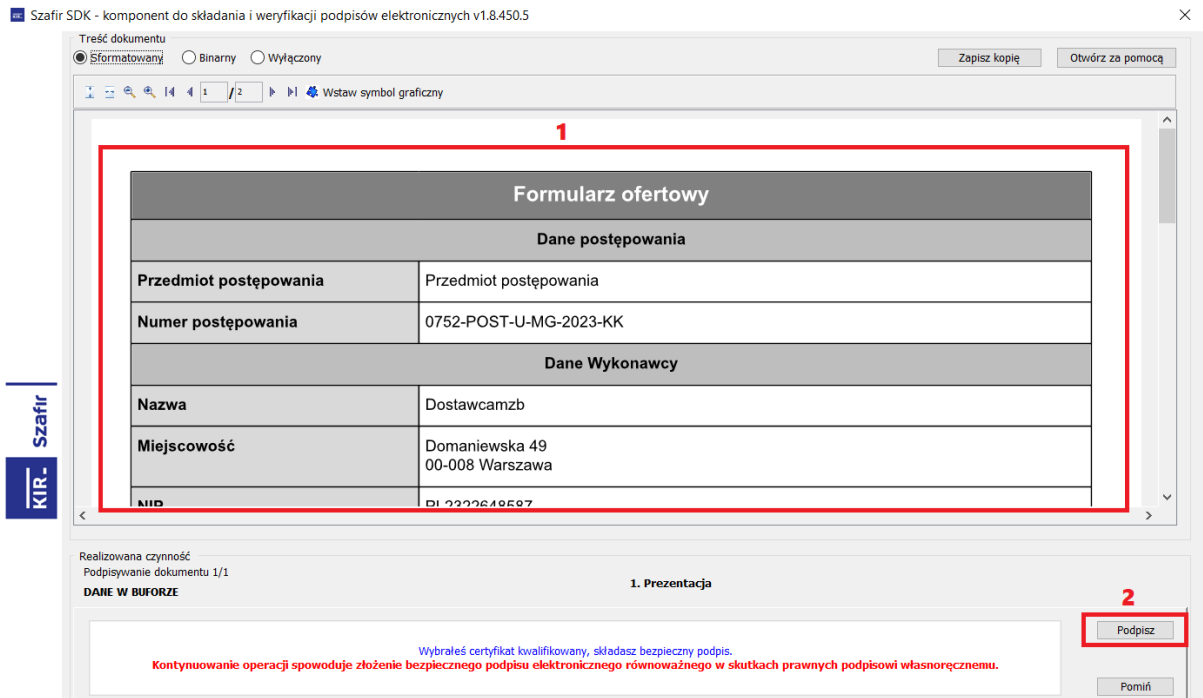 Szafir SDK - komponent do składania i weryfikacji podpisów elektronicznych v1.8.450.5
Treść dokumentu
Sformatowany Binarny Wyłączony Zapisz kopię Otwórz za pomocą
1 / 2 Wstaw symbol graficzny
1
Formularz ofertowy
Dane postępowania
Przedmiot postępowania Przedmiot postępowania
Numer postępowania 0752-POST-U-MG-2023-KK
Dane Wykonawcy
Nazwa Dostawcamzb
Miejscowość Domaniewska 49
00-008 Warszawa
NIP PL2322648587
KIR Szafir
Realizowana czynność
Podpisywanie dokumentu 1/1
1. Prezentacja
DANE W BUFORZE
2
Podpisz
Wybrałeś certyfikat kwalifikowany, składasz bezpieczny podpis.
Kontynuowanie operacji spowoduje złożenie bezpiecznego podpisu elektronicznego równoważnego w skutkach prawnych podpisowi własnoręcznemu.
Pomiń